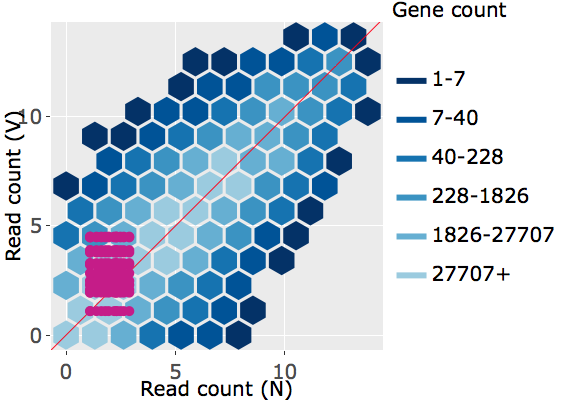 Gene count
1-7
7-40
40-228
228-1826
1826-27707
27707+
Read count (V)
10
5
0
0 5 10
Read count (N)